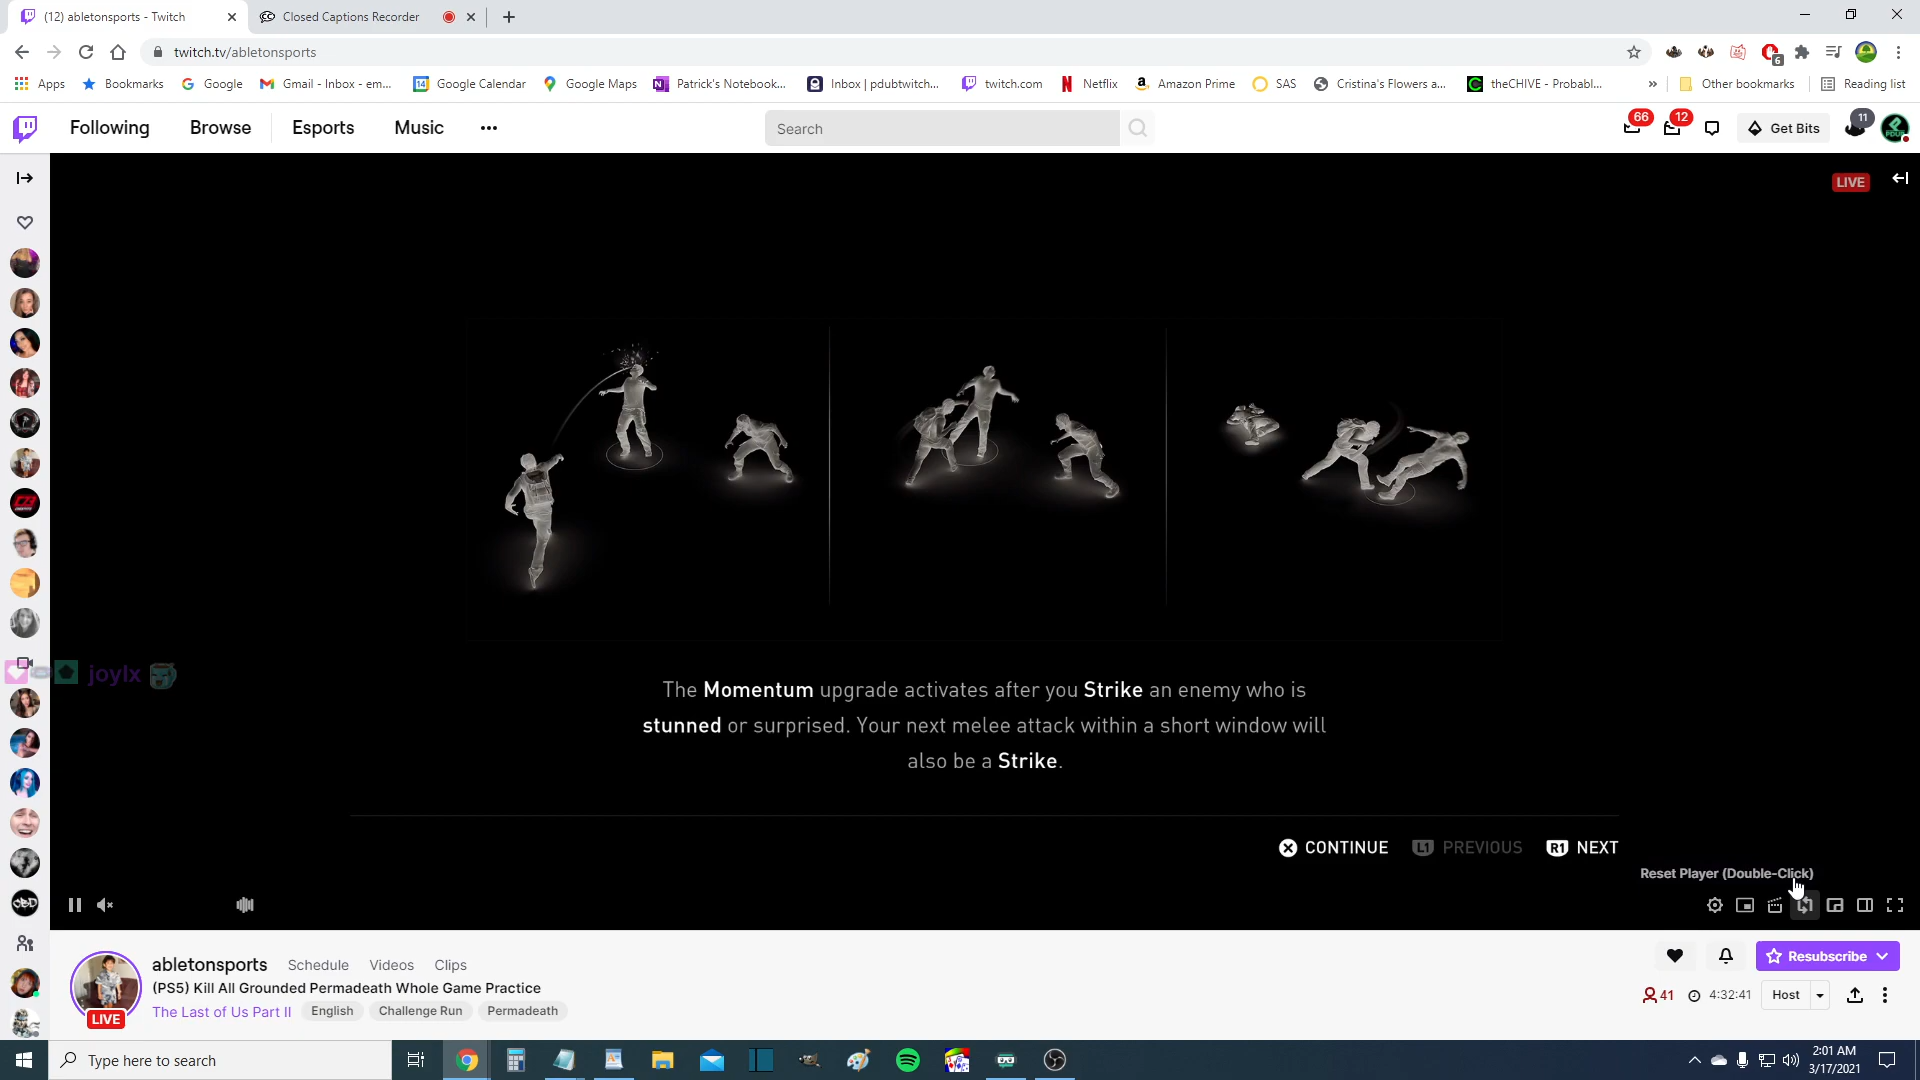 (12) abletonsports - Twitch
Closed Captions Recorder
twitch.tv/abletonsports
6
Apps
Bookmarks
Google
Gmail - Inbox - em...
14
Google Calendar
Google Maps
Patrick's Notebook...
Inbox | pdubtwitch...
twitch.com
N
Netflix
a
Amazon Prime
SAS
Cristina's Flowers a...
theCHIVE - Probabl...
»
Other bookmarks
Reading list
Following
Browse
Esports
Music
Search
66
12
Get Bits
11
LIVE
joylx
The Momentum upgrade activates after you Strike an enemy who is
stunned or surprised. Your next melee attack within a short window will
also be a Strike.
CONTINUE
L1 PREVIOUS
R1 NEXT
Reset Player (Double-Click)
CBD
abletonsports
Schedule
Videos
Clips
(PS5) Kill All Grounded Permadeath Whole Game Practice
The Last of Us Part II
English
Challenge Run
Permadeath
LIVE
Resubscribe
41
4:32:41
Host
Type here to search
2:01 AM
3/17/2021